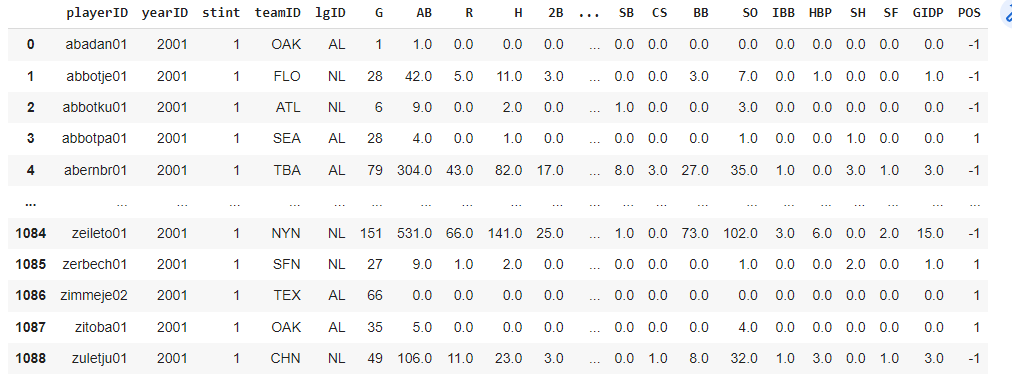 playerID yearID stint teamID lgID G AB R H 2B ... SB CS BB SO IBB HBP SH SF GIDP POS
0 abadan01 2001 1 OAK AL 1 1.0 0.0 0.0 0.0 ... 0.0 0.0 0.0 0.0 0.0 0.0 0.0 0.0 0.0 -1
1 abbotje01 2001 1 FLO NL 28 42.0 5.0 11.0 3.0 ... 0.0 0.0 3.0 7.0 0.0 1.0 0.0 0.0 1.0 -1
2 abbotku01 2001 1 ATL NL 6 9.0 0.0 2.0 0.0 ... 1.0 0.0 0.0 3.0 0.0 0.0 0.0 0.0 0.0 -1
3 abbotpa01 2001 1 SEA AL 28 4.0 0.0 1.0 0.0 ... 0.0 0.0 0.0 1.0 0.0 0.0 1.0 0.0 0.0 1
4 abernbr01 2001 1 TBA AL 79 304.0 43.0 82.0 17.0 ... 8.0 3.0 27.0 35.0 1.0 0.0 3.0 1.0 3.0 -1
... ... ... ... ... ... ... ... ... ... ... ... ... ... ... ... ... ... ... ... ... ...
1084 zeileto01 2001 1 NYN NL 151 531.0 66.0 141.0 25.0 ... 1.0 0.0 73.0 102.0 3.0 6.0 0.0 2.0 15.0 -1
1085 zerbech01 2001 1 SFN NL 27 9.0 1.0 2.0 0.0 ... 0.0 0.0 0.0 1.0 0.0 0.0 2.0 0.0 1.0 1
1086 zimmeje02 2001 1 TEX AL 66 0.0 0.0 0.0 0.0 ... 0.0 0.0 0.0 0.0 0.0 0.0 0.0 0.0 0.0 1
1087 zitoba01 2001 1 OAK AL 35 5.0 0.0 0.0 0.0 ... 0.0 0.0 0.0 4.0 0.0 0.0 0.0 0.0 0.0 1
1088 zuletju01 2001 1 CHN NL 49 106.0 11.0 23.0 3.0 ... 0.0 1.0 8.0 32.0 1.0 3.0 0.0 1.0 3.0 -1